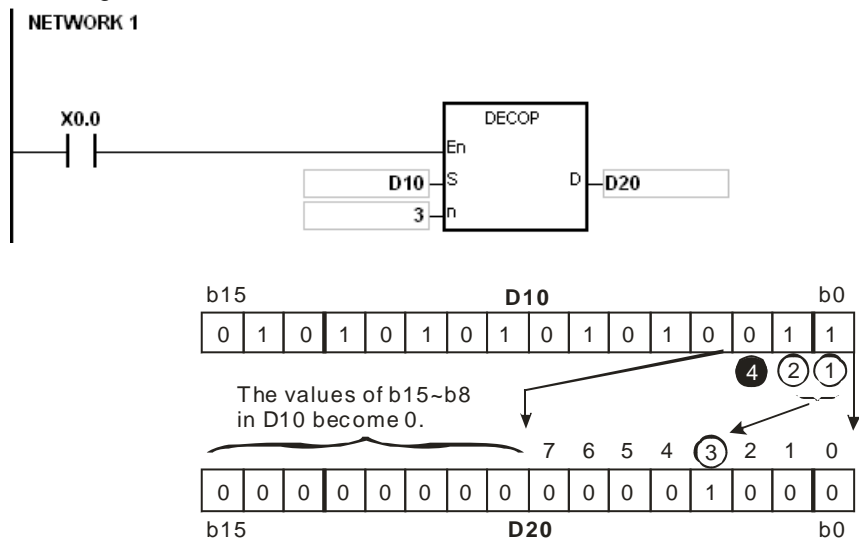 NETWORK 1
X0.0
DECOP
En
D10 S D D20
3 n
b15 D10 b0
0 1 0 1 0 1 0 1 0 1 0 1 0 0 1 1
4 2 1
The values of b15~b8
in D10 become 0.
7 6 5 4 3 2 1 0
0 0 0 0 0 0 0 0 0 0 0 0 1 0 0 0
b15 D20 b0